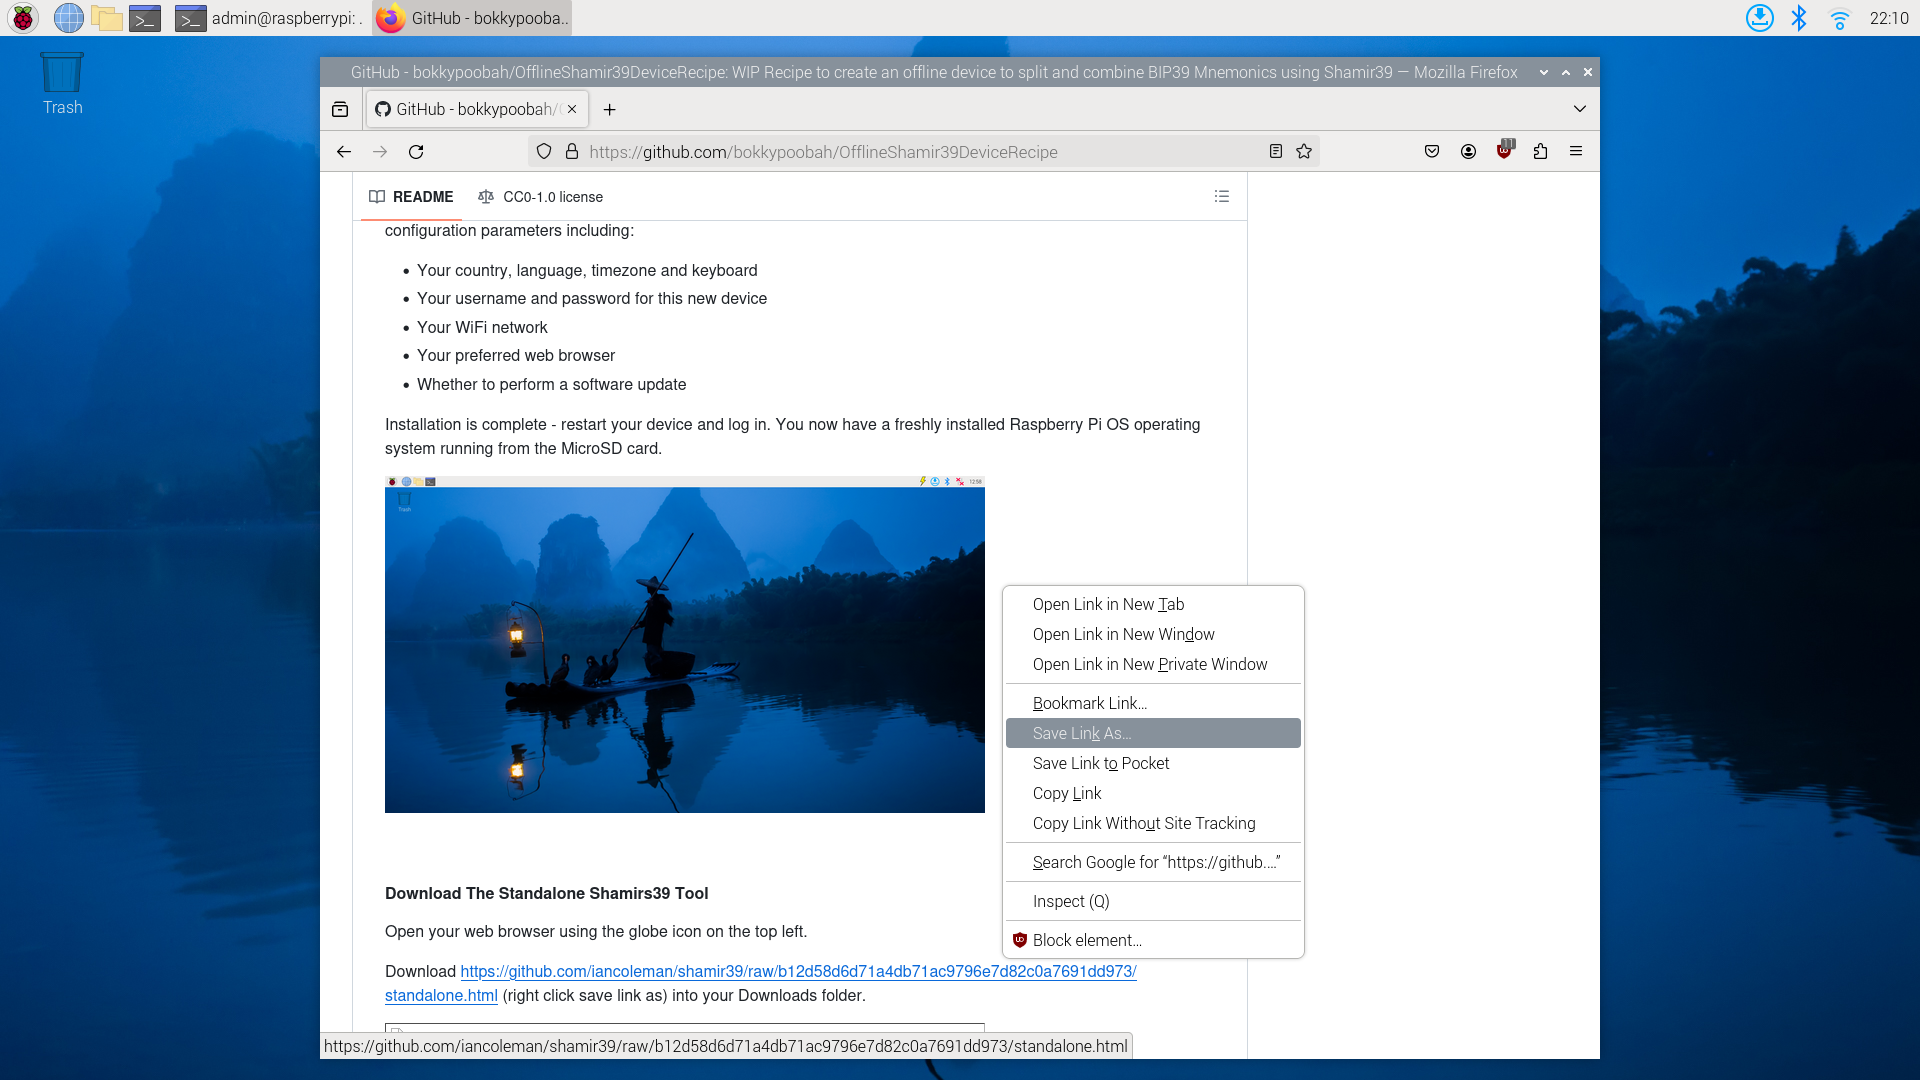 admin@raspberrypi: .
GitHub - bokkypooba..
22:10
Trash
GitHub - bokkypoobah/OfflineShamir39DeviceRecipe: WIP Recipe to create an offline device to split and combine BIP39 Mnemonics using Shamir39 — Mozilla Firefox
GitHub - bokkypoobah/
11
https://github.com/bokkypoobah/OfflineShamir39DeviceRecipe
README
CC0-1.0 license
configuration parameters including:
• Your country, language, timezone and keyboard
• Your username and password for this new device
• Your WiFi network
• Your preferred web browser
• Whether to perform a software update
Installation is complete - restart your device and log in. You now have a freshly installed Raspberry Pi OS operating
system running from the MicroSD card.
Trash
Open Link in New Tab
Open Link in New Window
Open Link in New Private Window
Bookmark Link...
Save Link As...
Save Link to Pocket
Copy Link
Copy Link Without Site Tracking
Search Google for “https://github....”
Inspect (Q)
Block element...
Download The Standalone Shamirs39 Tool
Open your web browser using the globe icon on the top left.
Download https://github.com/iancoleman/shamir39/raw/b12d58d6d71a4db71ac9796e7d82c0a7691dd973/
standalone.html (right click save link as) into your Downloads folder.
https://github.com/iancoleman/shamir39/raw/b12d58d6d71a4db71ac9796e7d82c0a7691dd973/standalone.html